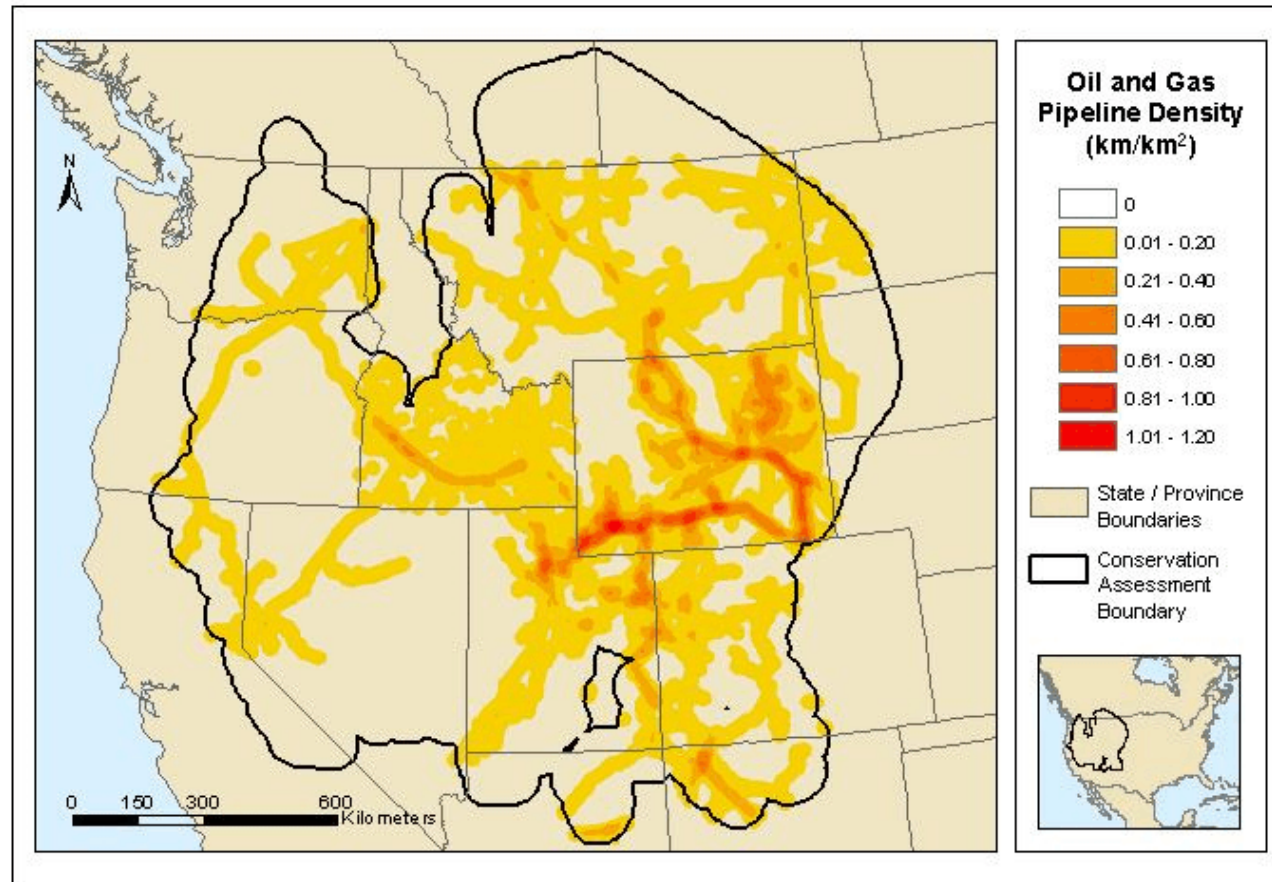 Oil and Gas
Pipeline Density
(km/km²)
0
0.01 - 0.20
0.21 - 0.40
0.41 - 0.60
0.61 - 0.80
0.81 - 1.00
1.01 - 1.20
State / Province
Boundaries
Conservation
Assessment
Boundary
N
0 150 300 600
Kilometers